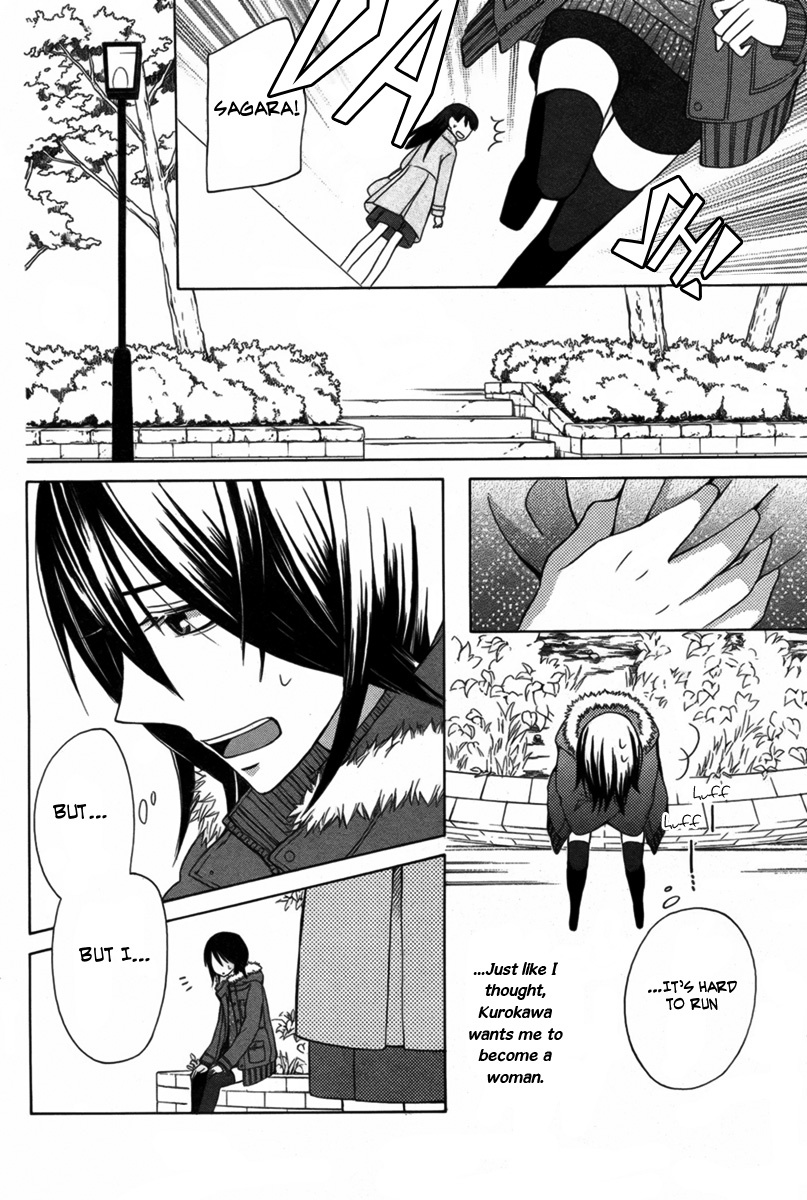 DA
SH!
SAGARA!
huff
huff
...IT'S HARD
TO RUN
...Just like I
thought,
Kurokawa
wants me to
become a
woman.
BUT...
BUT I...